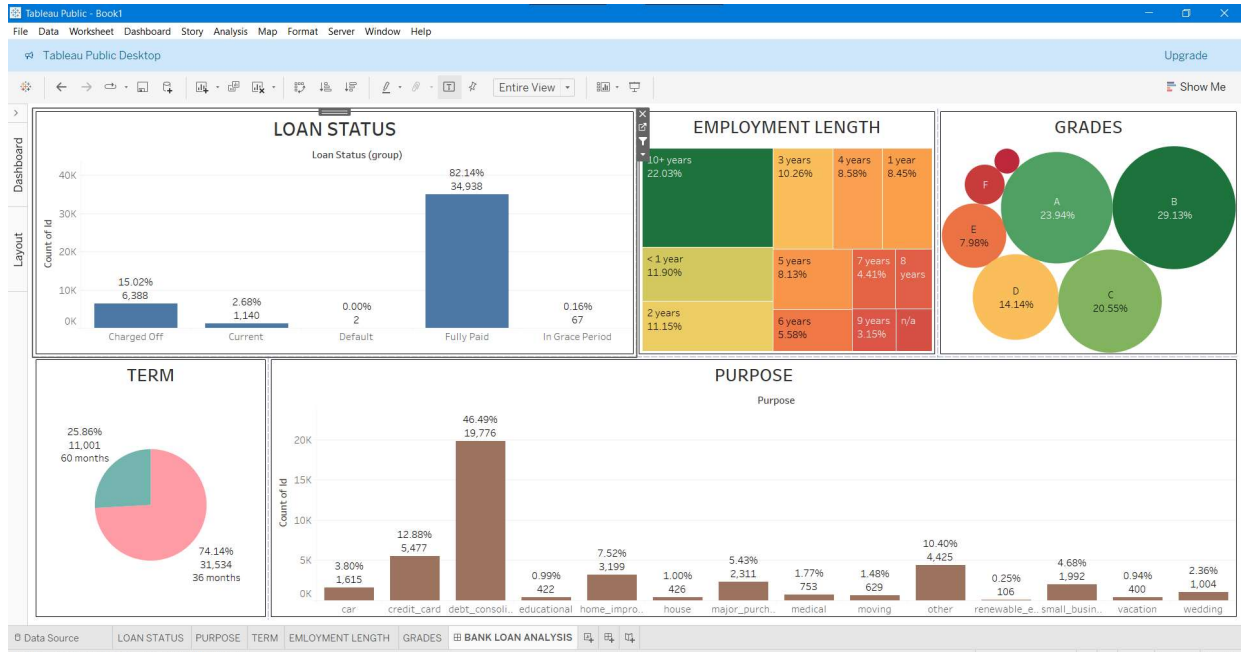 Tableau Public - Book1
File Data Worksheet Dashboard Story Analysis Map Format Server Window Help
Tableau Public Desktop
Upgrade
Entire View
Show Me
Dashboard
Layout
LOAN STATUS
Loan Status (group)
Count of Id
40K
30K
20K
10K
0K
15.02%
6,388
2.68%
1,140
0.00%
2
82.14%
34,938
0.16%
67
Charged Off
Current
Default
Fully Paid
In Grace Period
EMPLOYMENT LENGTH
10+ years
22.03%
3 years
10.26%
4 years
8.58%
1 year
8.45%
< 1 year
11.90%
5 years
8.13%
7 years
4.41%
8
years
2 years
11.15%
6 years
5.58%
9 years
3.15%
n/a
GRADES
F
A
23.94%
B
29.13%
E
7.98%
D
14.14%
C
20.55%
TERM
25.86%
11,001
60 months
74.14%
31,534
36 months
PURPOSE
Purpose
Count of Id
20K
15K
10K
5K
0K
3.80%
1,615
12.88%
5,477
46.49%
19,776
0.99%
422
7.52%
3,199
1.00%
426
5.43%
2,311
1.77%
753
1.48%
629
10.40%
4,425
0.25%
106
4.68%
1,992
0.94%
400
2.36%
1,004
car
credit_card
debt_consoli..
educational
home_impro..
house
major_purch..
medical
moving
other
renewable_e..
small_busin..
vacation
wedding
Data Source
LOAN STATUS
PURPOSE
TERM
EMLOYMENT LENGTH
GRADES
BANK LOAN ANALYSIS